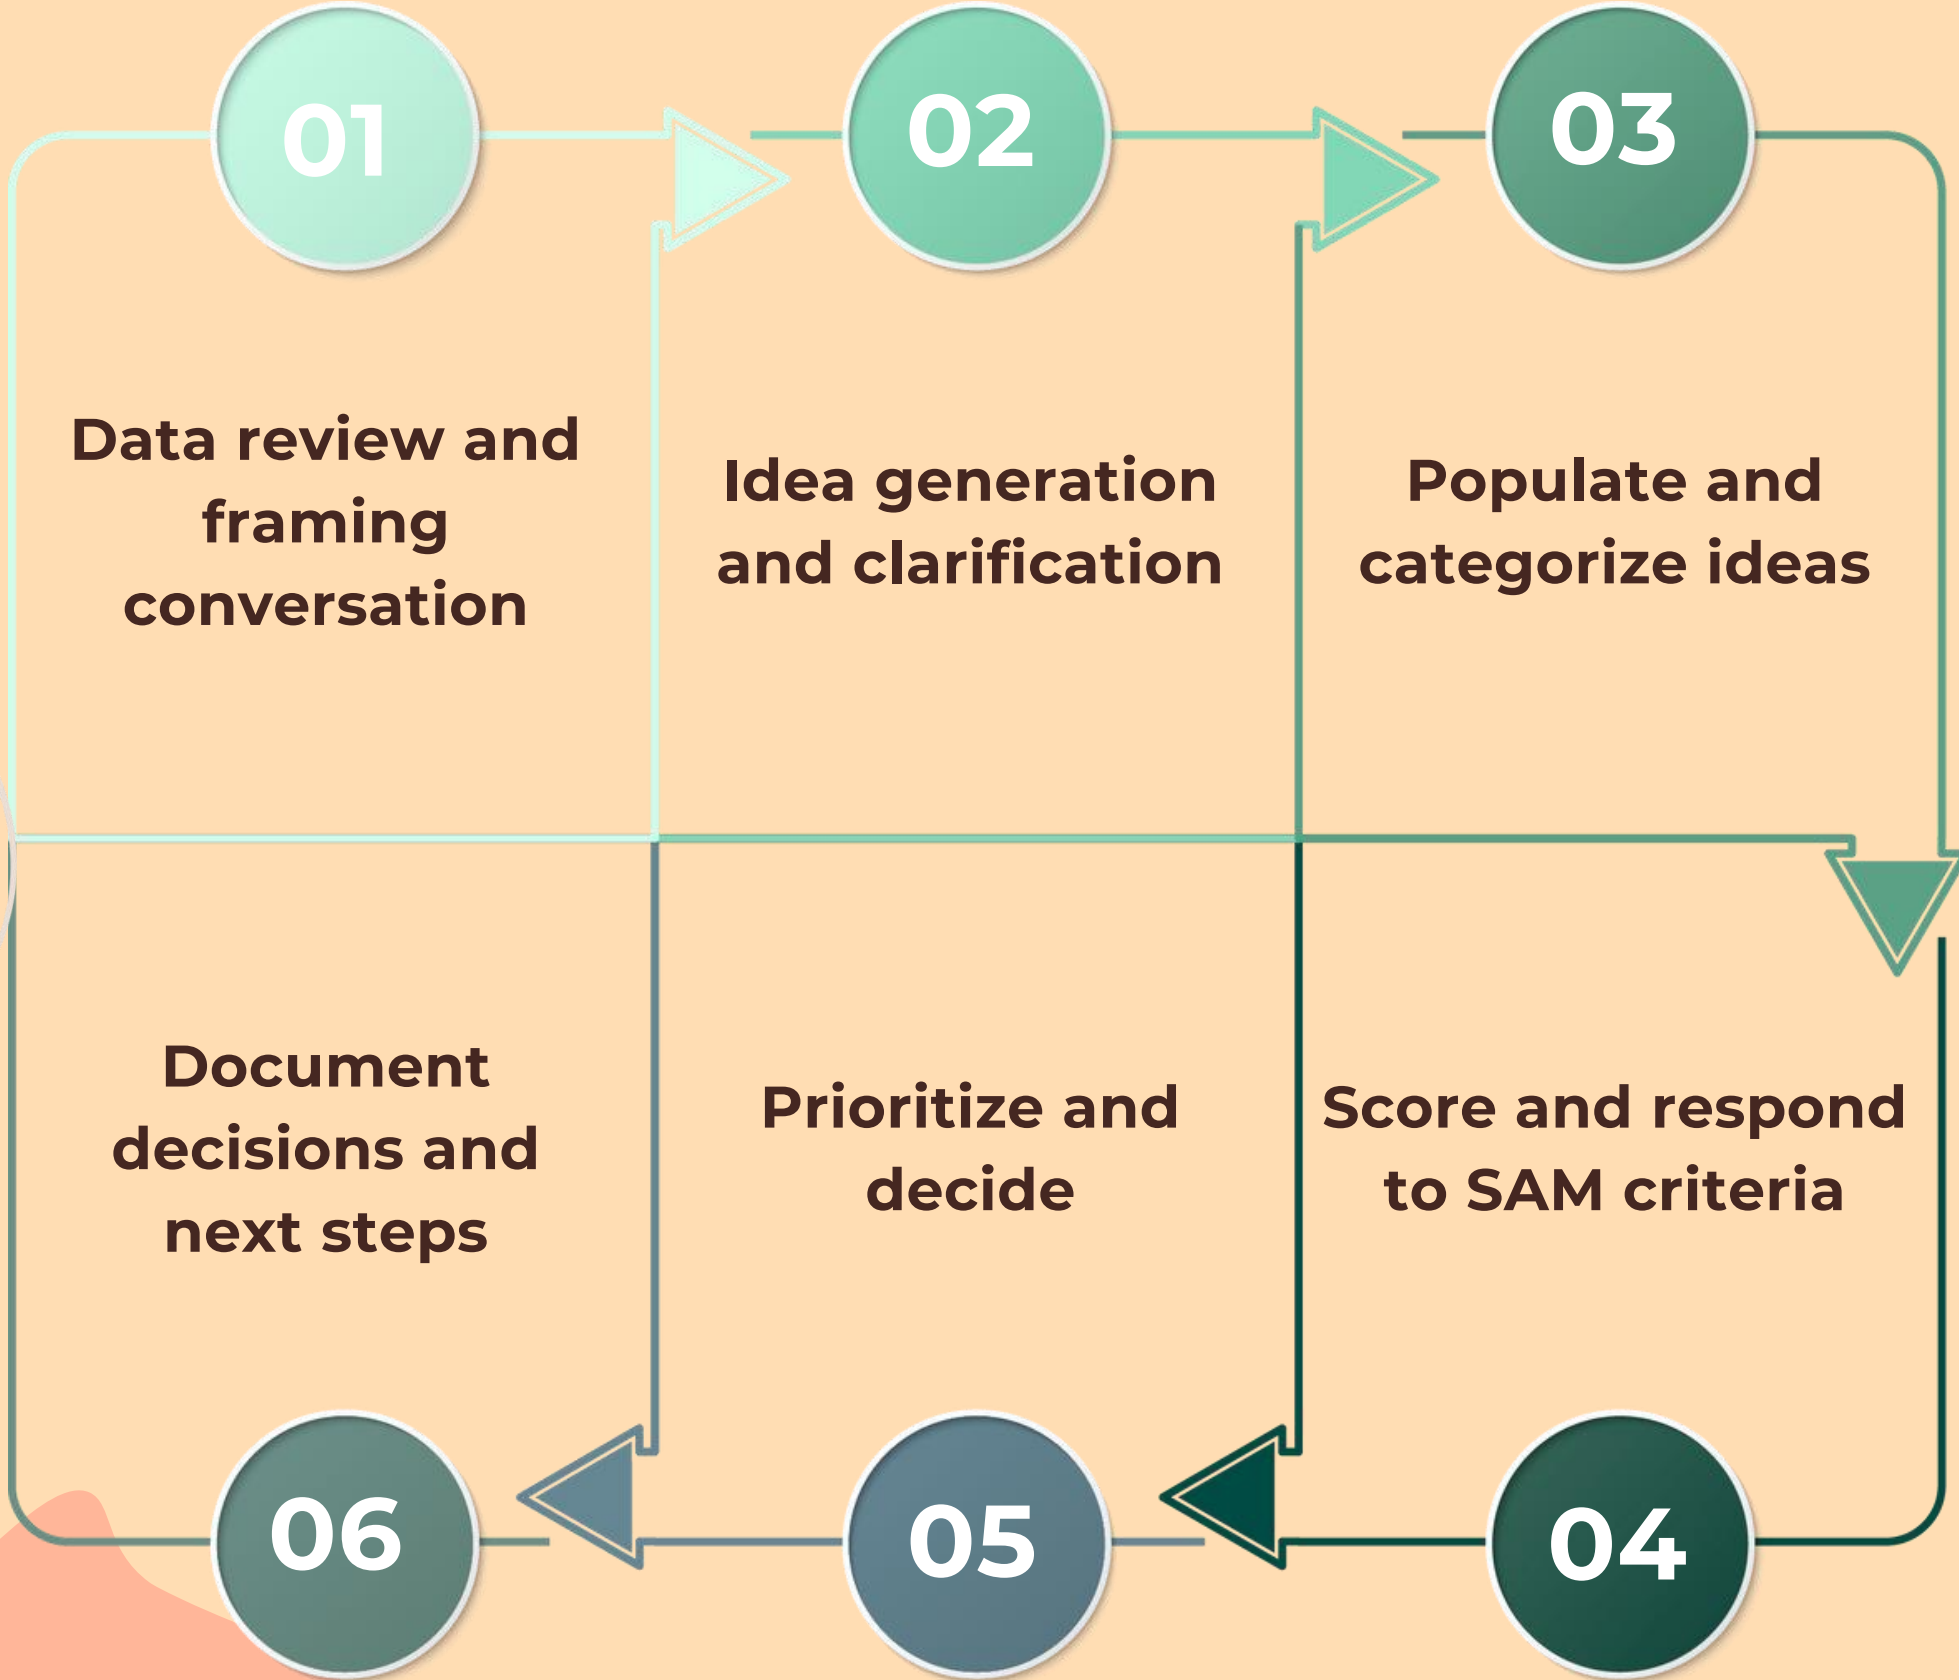 01
Data review and
framing
conversation
02
Idea generation
and clarification
03
Populate and
categorize ideas
04
Score and respond
to SAM criteria
05
Prioritize and
decide
06
Document
decisions and
next steps